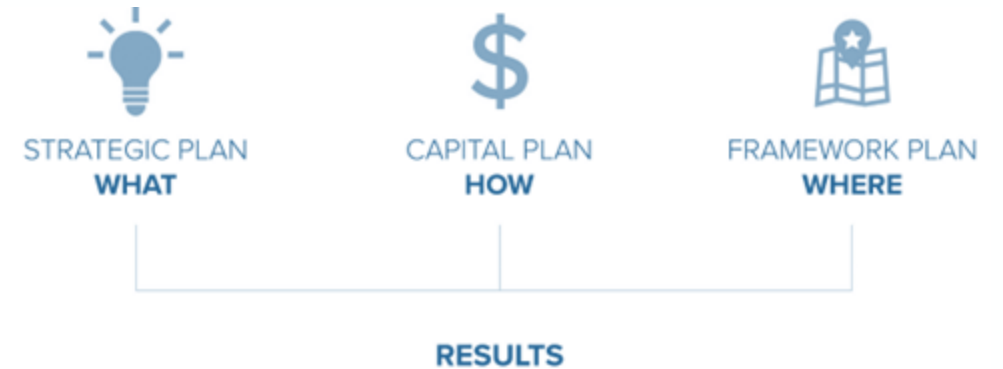 STRATEGIC PLAN
WHAT
CAPITAL PLAN
HOW
FRAMEWORK PLAN
WHERE
RESULTS